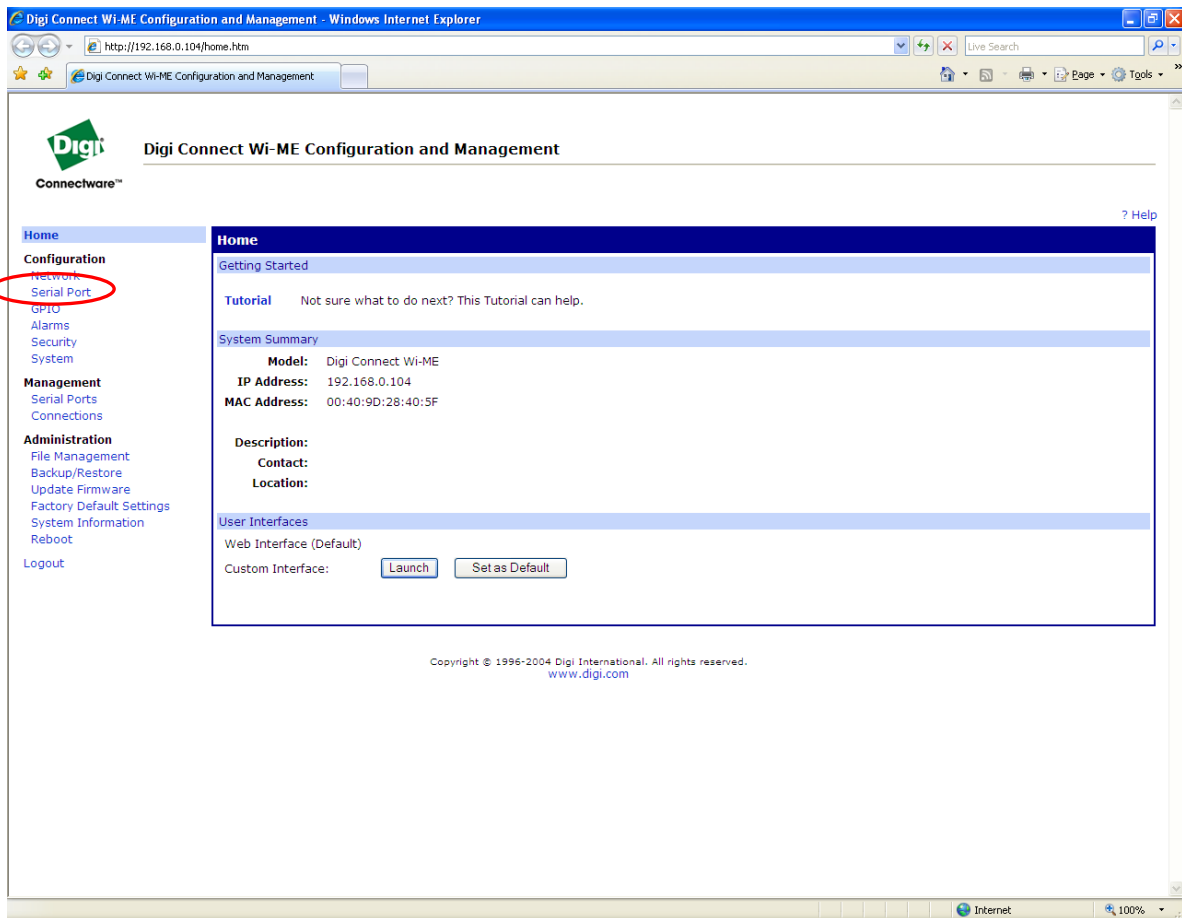 Digi Connect Wi-ME Configuration and Management - Windows Internet Explorer
http://192.168.0.104/home.htm
Live Search
Digi Connect Wi-ME Configuration and Management
Page
Tools
»
Digi
Connectware™
Digi Connect Wi-ME Configuration and Management
? Help
Home
Configuration
Network
Serial Port
GPIO
Alarms
Security
System
Management
Serial Ports
Connections
Administration
File Management
Backup/Restore
Update Firmware
Factory Default Settings
System Information
Reboot
Logout
Home
Getting Started
Tutorial Not sure what to do next? This Tutorial can help.
System Summary
Model: Digi Connect Wi-ME
IP Address: 192.168.0.104
MAC Address: 00:40:9D:28:40:5F
Description:
Contact:
Location:
User Interfaces
Web Interface (Default)
Custom Interface: Launch Set as Default
Copyright © 1996-2004 Digi International. All rights reserved.
www.digi.com
Internet
100%